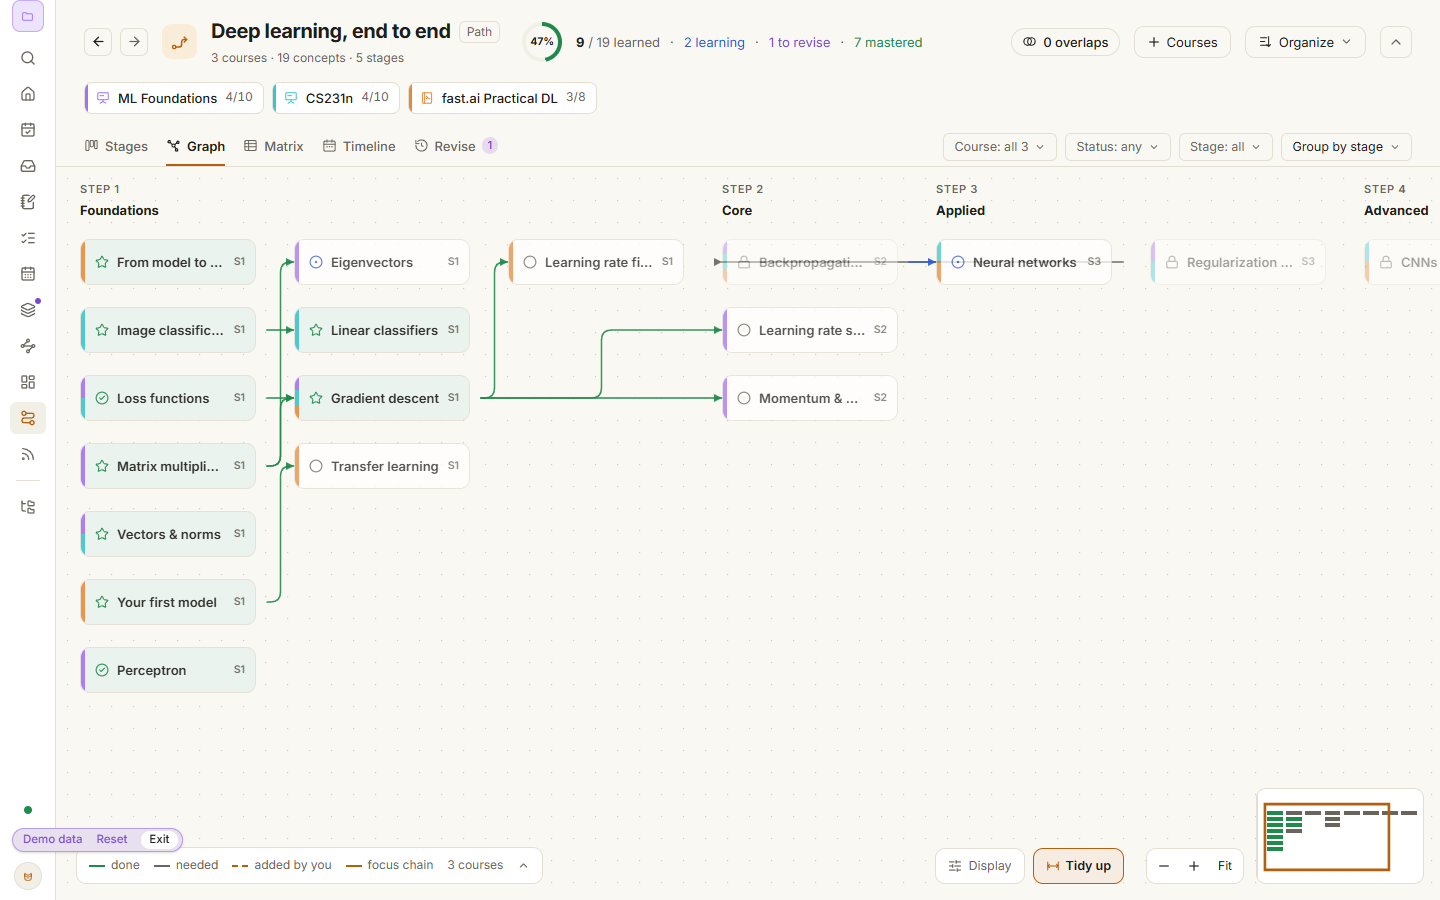 Deep learning, end to end
Path
3 courses · 19 concepts · 5 stages
47%
9 / 19 learned · 2 learning · 1 to revise · 7 mastered
0 overlaps
Courses
Organize
ML Foundations 4/10
CS231n 4/10
fast.ai Practical DL 3/8
Stages
Graph
Matrix
Timeline
Revise 1
Course: all 3
Status: any
Stage: all
Group by stage
STEP 1
Foundations
STEP 2
Core
STEP 3
Applied
STEP 4
Advanced
From model to ... S1
Eigenvectors S1
Learning rate fi... S1
Backpropagati... S2
Neural networks S3
Regularization ... S3
CNNs
Image classific... S1
Linear classifiers S1
Learning rate s... S2
Loss functions S1
Gradient descent S1
Momentum & ... S2
Matrix multipli... S1
Transfer learning S1
Vectors & norms S1
Your first model S1
Perceptron S1
Demo data Reset Exit
done
needed
added by you
focus chain
3 courses
Display
Tidy up
Fit